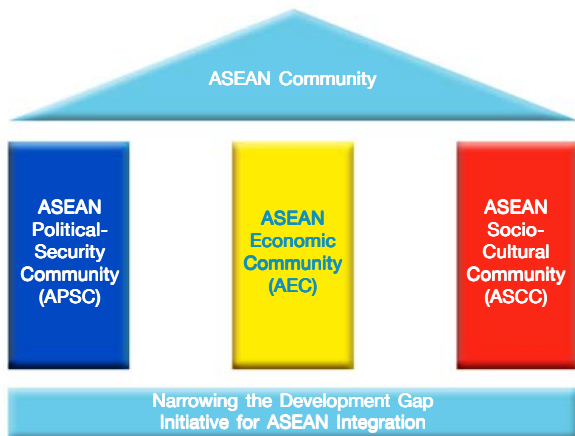 ASEAN Community
ASEAN
Political-
Security
Community
(APSC)
ASEAN
Economic
Community
(AEC)
ASEAN
Socio-
Cultural
Community
(ASCC)
Narrowing the Development Gap
Initiative for ASEAN Integration